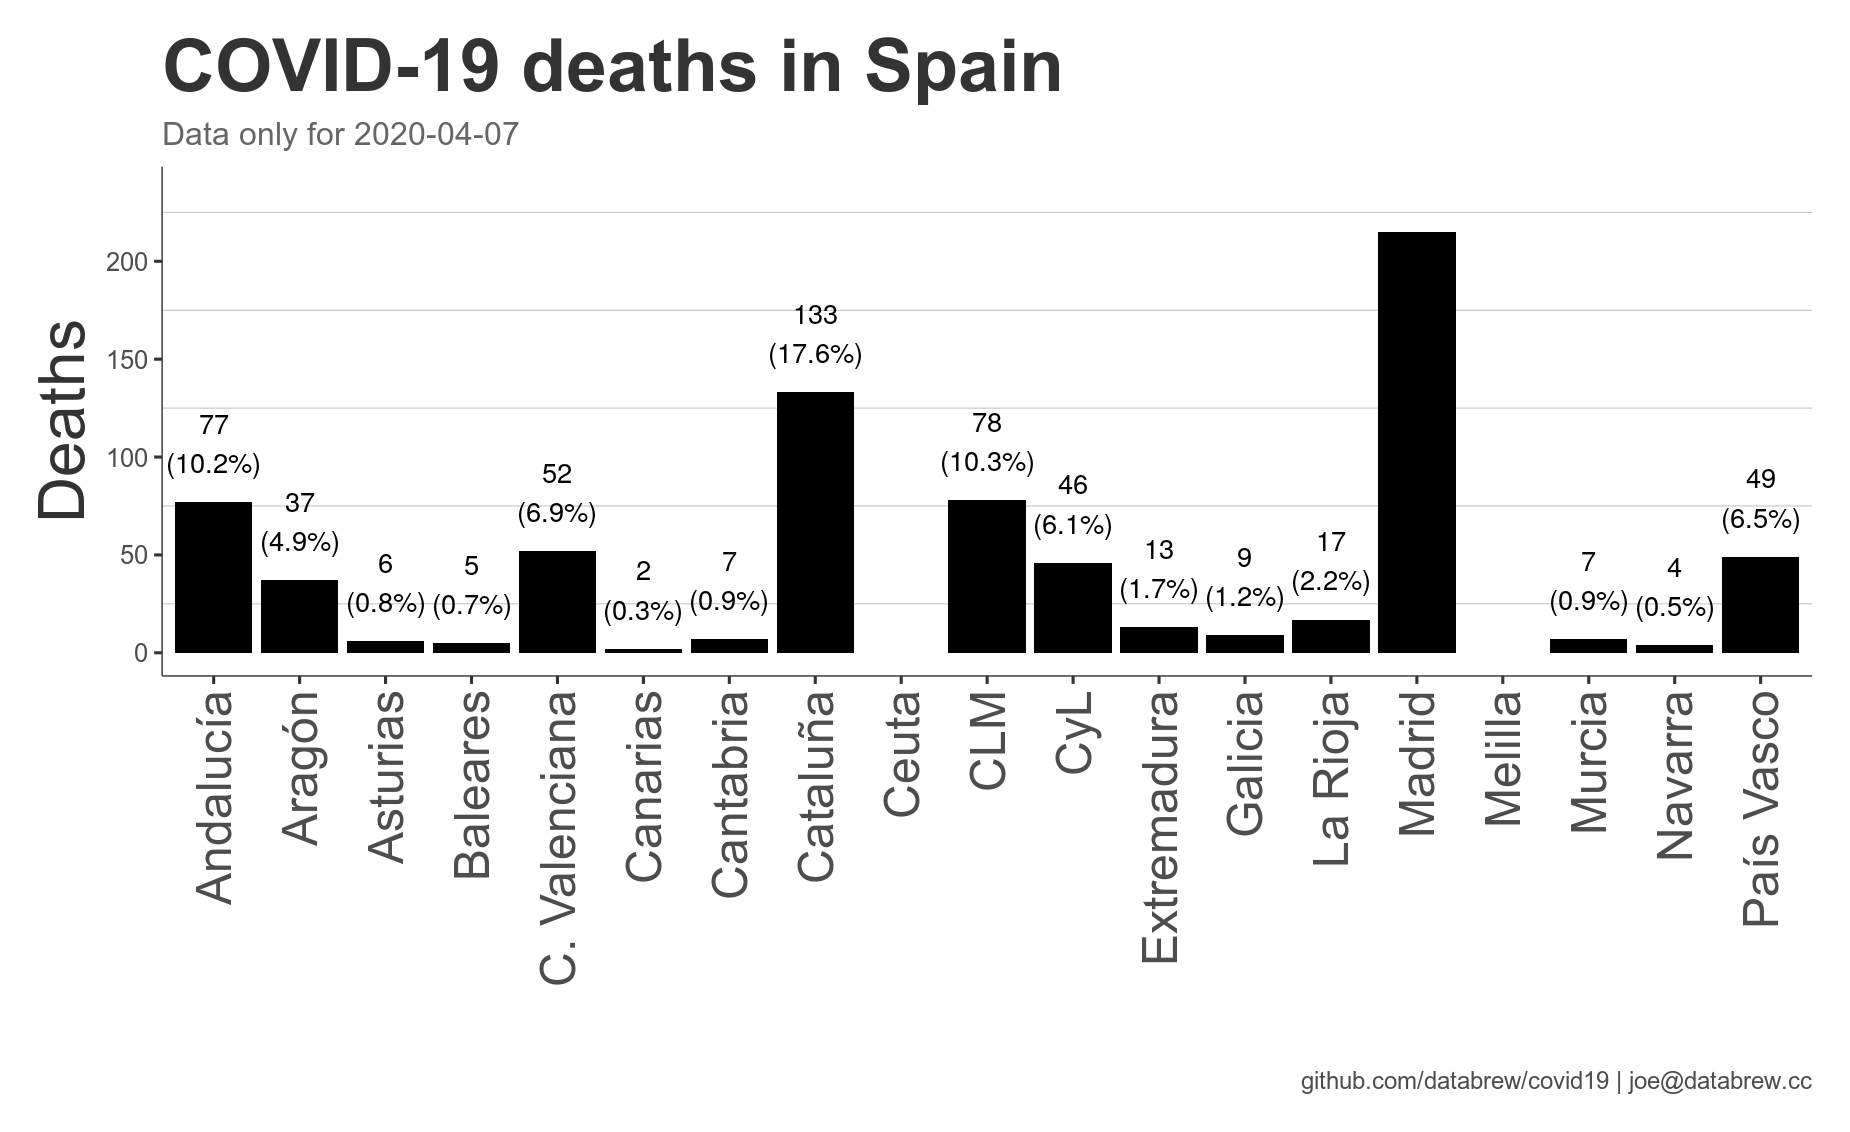 COVID-19 deaths in Spain
Data only for 2020-04-07
Deaths
200
150
100
50
0
77
(10.2%)
37
(4.9%)
6
(0.8%)
5
(0.7%)
52
(6.9%)
2
(0.3%)
7
(0.9%)
133
(17.6%)
78
(10.3%)
46
(6.1%)
13
(1.7%)
9
(1.2%)
17
(2.2%)
7
(0.9%)
4
(0.5%)
49
(6.5%)
Andalucía
Aragón
Asturias
Baleares
C. Valenciana
Canarias
Cantabria
Cataluña
Ceuta
CLM
CyL
Extremadura
Galicia
La Rioja
Madrid
Melilla
Murcia
Navarra
País Vasco
github.com/databrew/covid19 | joe@databrew.cc